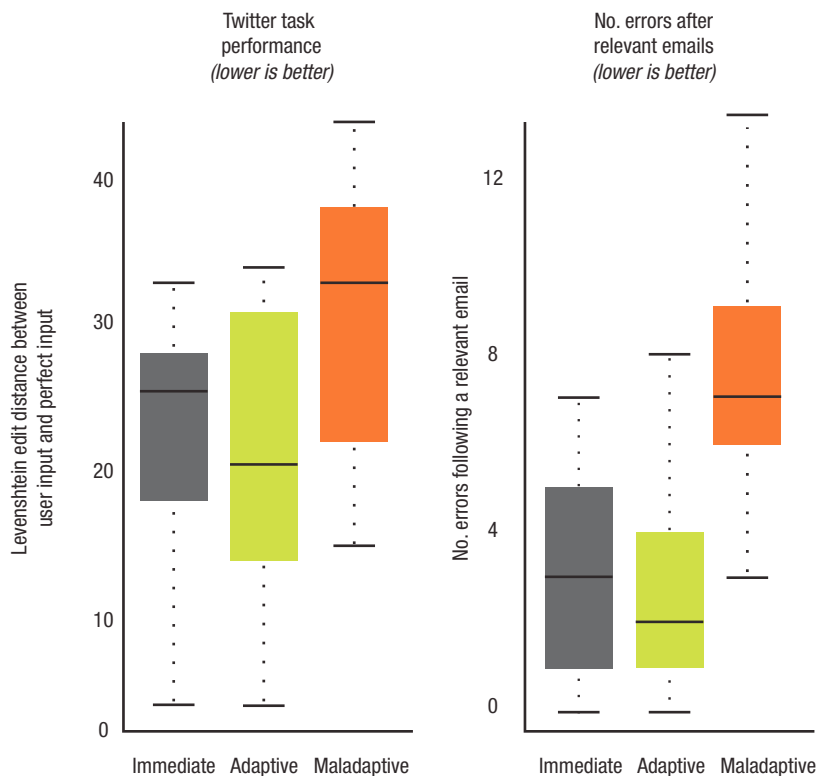 Twitter task
performance
(lower is better)
Levenshtein edit distance between
user input and perfect input
40
30
20
10
0
Immediate Adaptive Maladaptive
No. errors after
relevant emails
(lower is better)
No. errors following a relevant email
12
8
4
0
Immediate Adaptive Maladaptive